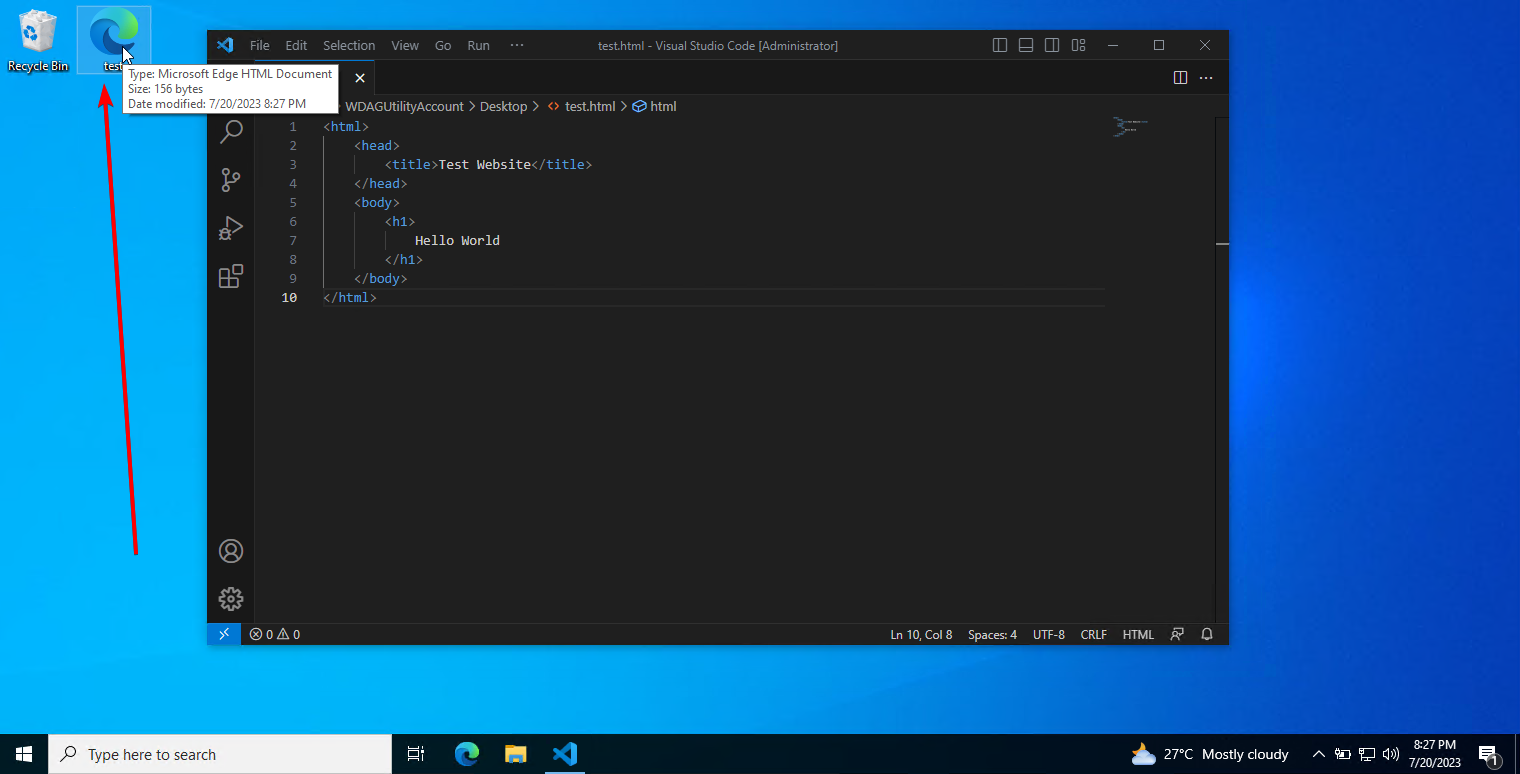 Recycle Bin
test
Type: Microsoft Edge HTML Document
Size: 156 bytes
Date modified: 7/20/2023 8:27 PM
File Edit Selection View Go Run ···
test.html - Visual Studio Code [Administrator]
WDAGUtilityAccount > Desktop > <> test.html > html
1 <html>
2 <head>
3 <title>Test Website</title>
4 </head>
5 <body>
6 <h1>
7 Hello World
8 </h1>
9 </body>
10 </html>
0 0
Ln 10, Col 8 Spaces: 4 UTF-8 CRLF HTML
Type here to search
27°C Mostly cloudy
8:27 PM
7/20/2023
1